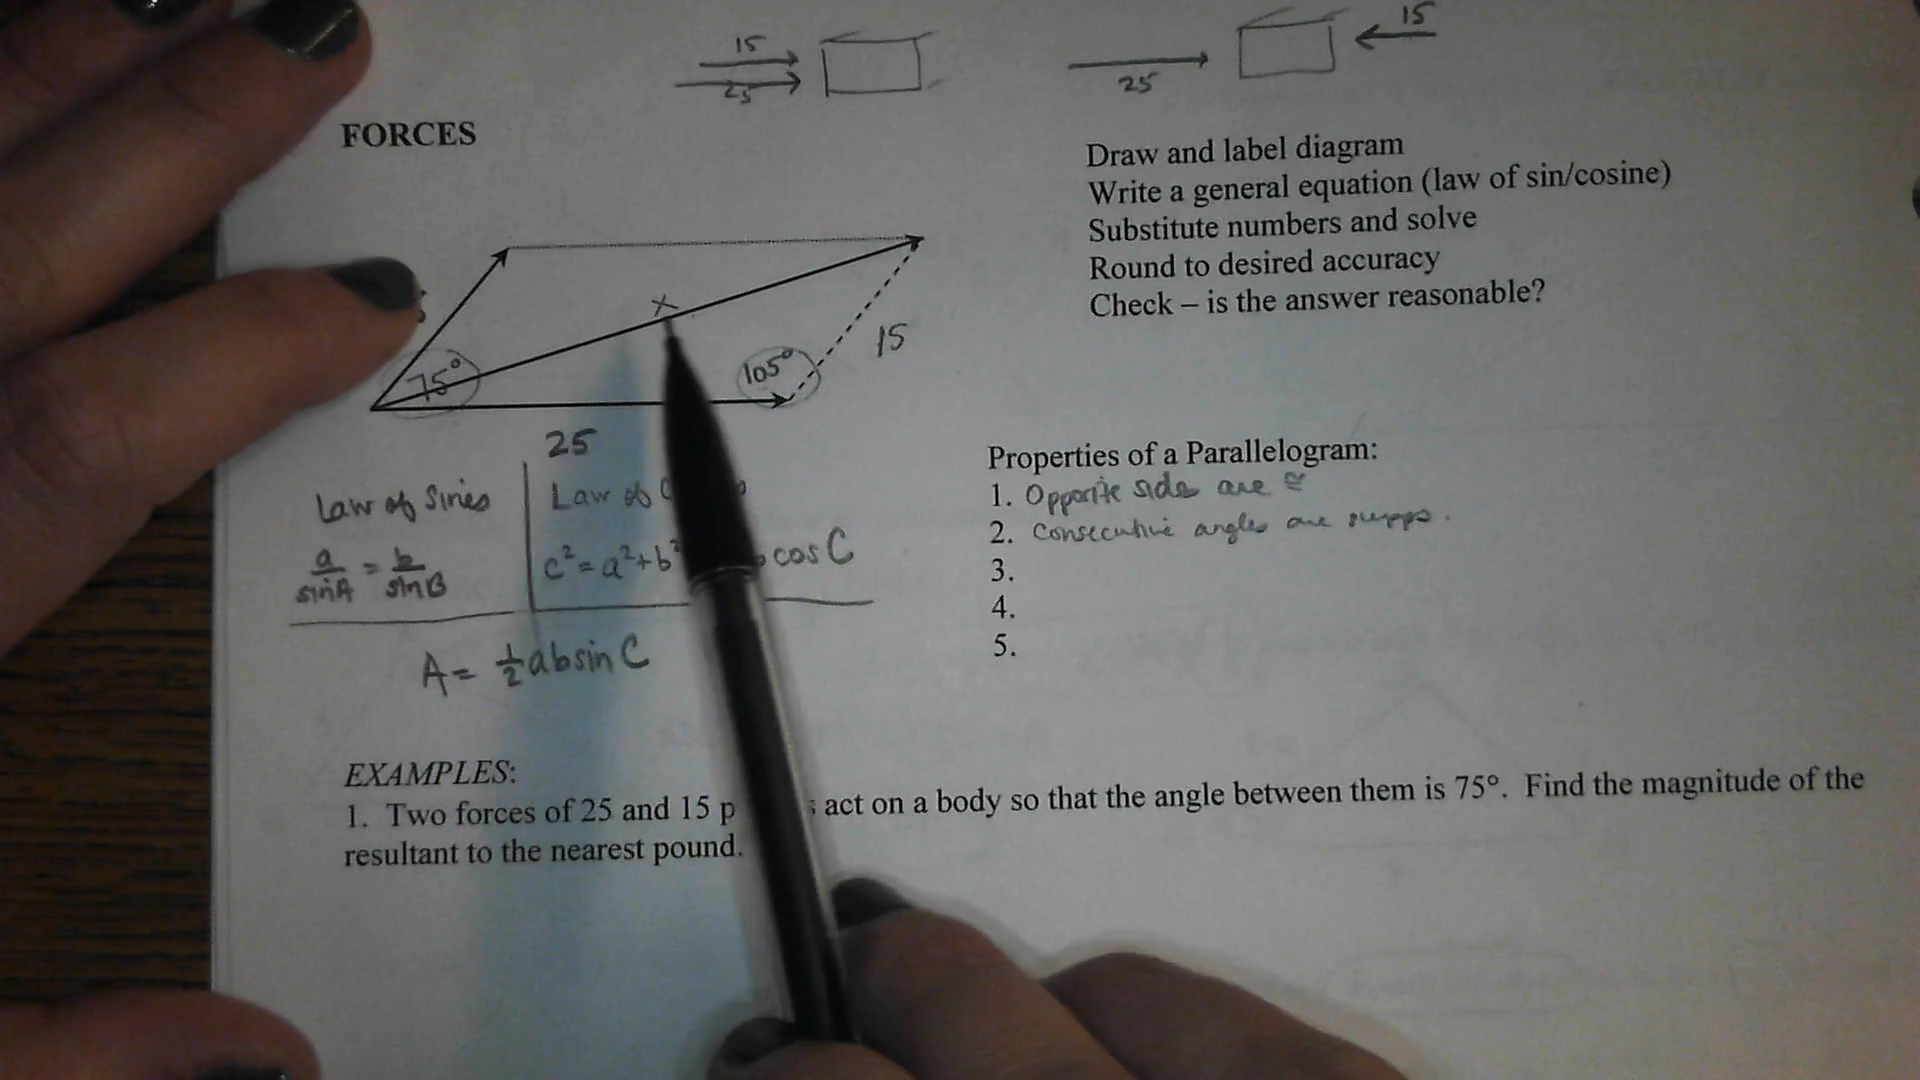 15
25
15
25
FORCES
Draw and label diagram
Write a general equation (law of sin/cosine)
Substitute numbers and solve
Round to desired accuracy
Check – is the answer reasonable?
x
75°
105°
15
25
Law of Sines
Law of
a/sinA = b/sinB
c² = a² + b² cos C
A = ½ab sin C
Properties of a Parallelogram:
1. Opposite sides are ≅
2. Consecutive angles are supps.
3.
4.
5.
EXAMPLES:
1. Two forces of 25 and 15 act on a body so that the angle between them is 75°. Find the magnitude of the
resultant to the nearest pound.